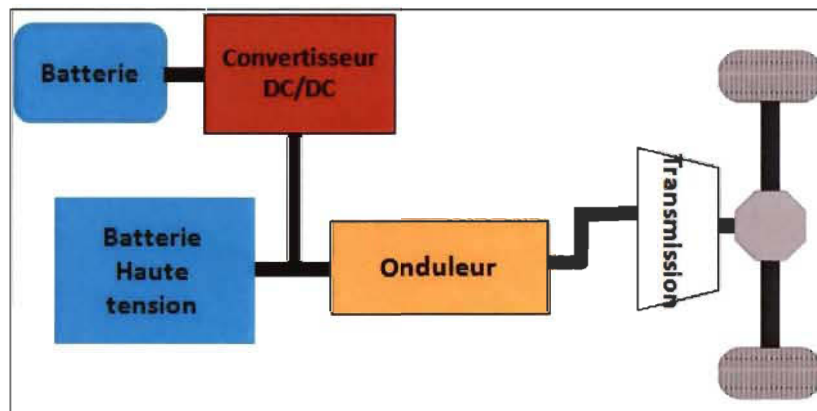 Batterie
Convertisseur
DC/DC
Batterie
Haute
tension
Onduleur
Transmission